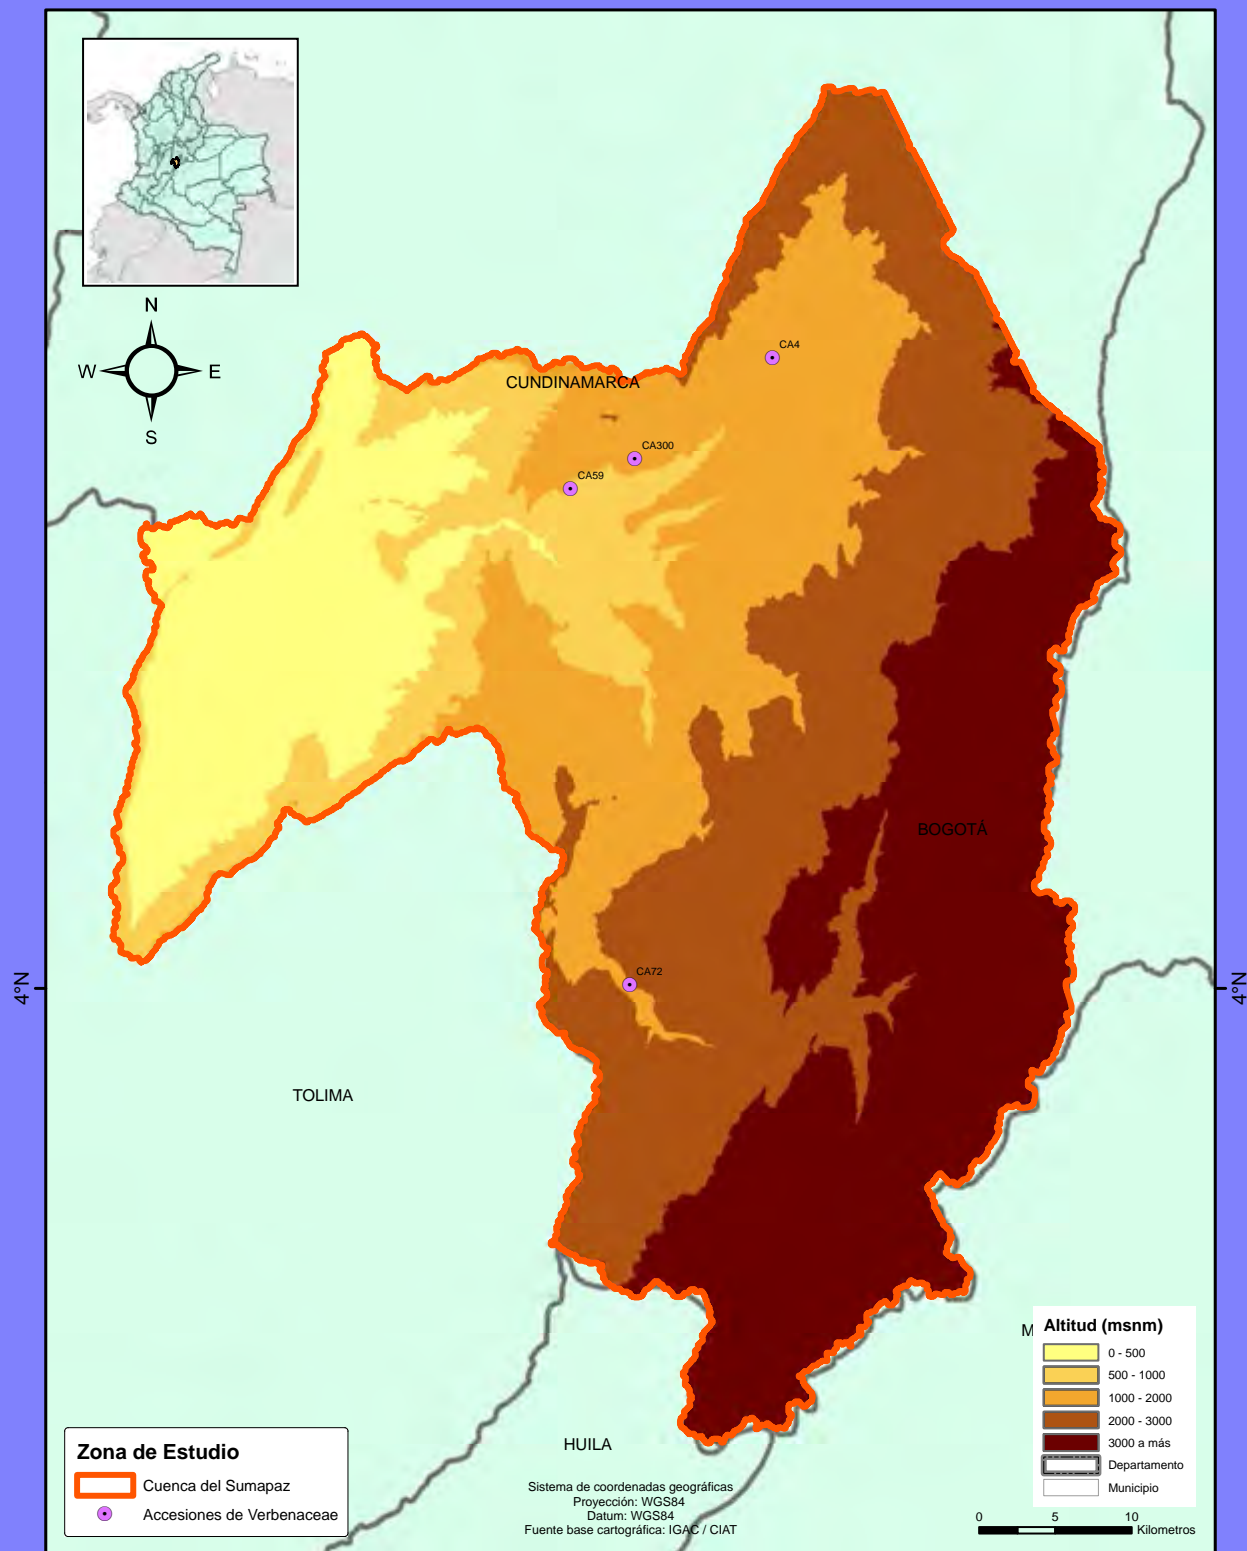 N
W
E
S
CUNDINAMARCA
CA4
CA300
CA59
BOGOTÁ
CA72
4°N
4°N
TOLIMA
HUILA
M
Altitud (msnm)
0 - 500
500 - 1000
1000 - 2000
2000 - 3000
3000 a más
Departamento
Municipio
Zona de Estudio
Cuenca del Sumapaz
Accesiones de Verbenaceae
Sistema de coordenadas geográficas
Proyección: WGS84
Datum: WGS84
Fuente base cartográfica: IGAC / CIAT
0 5 10
Kilometros